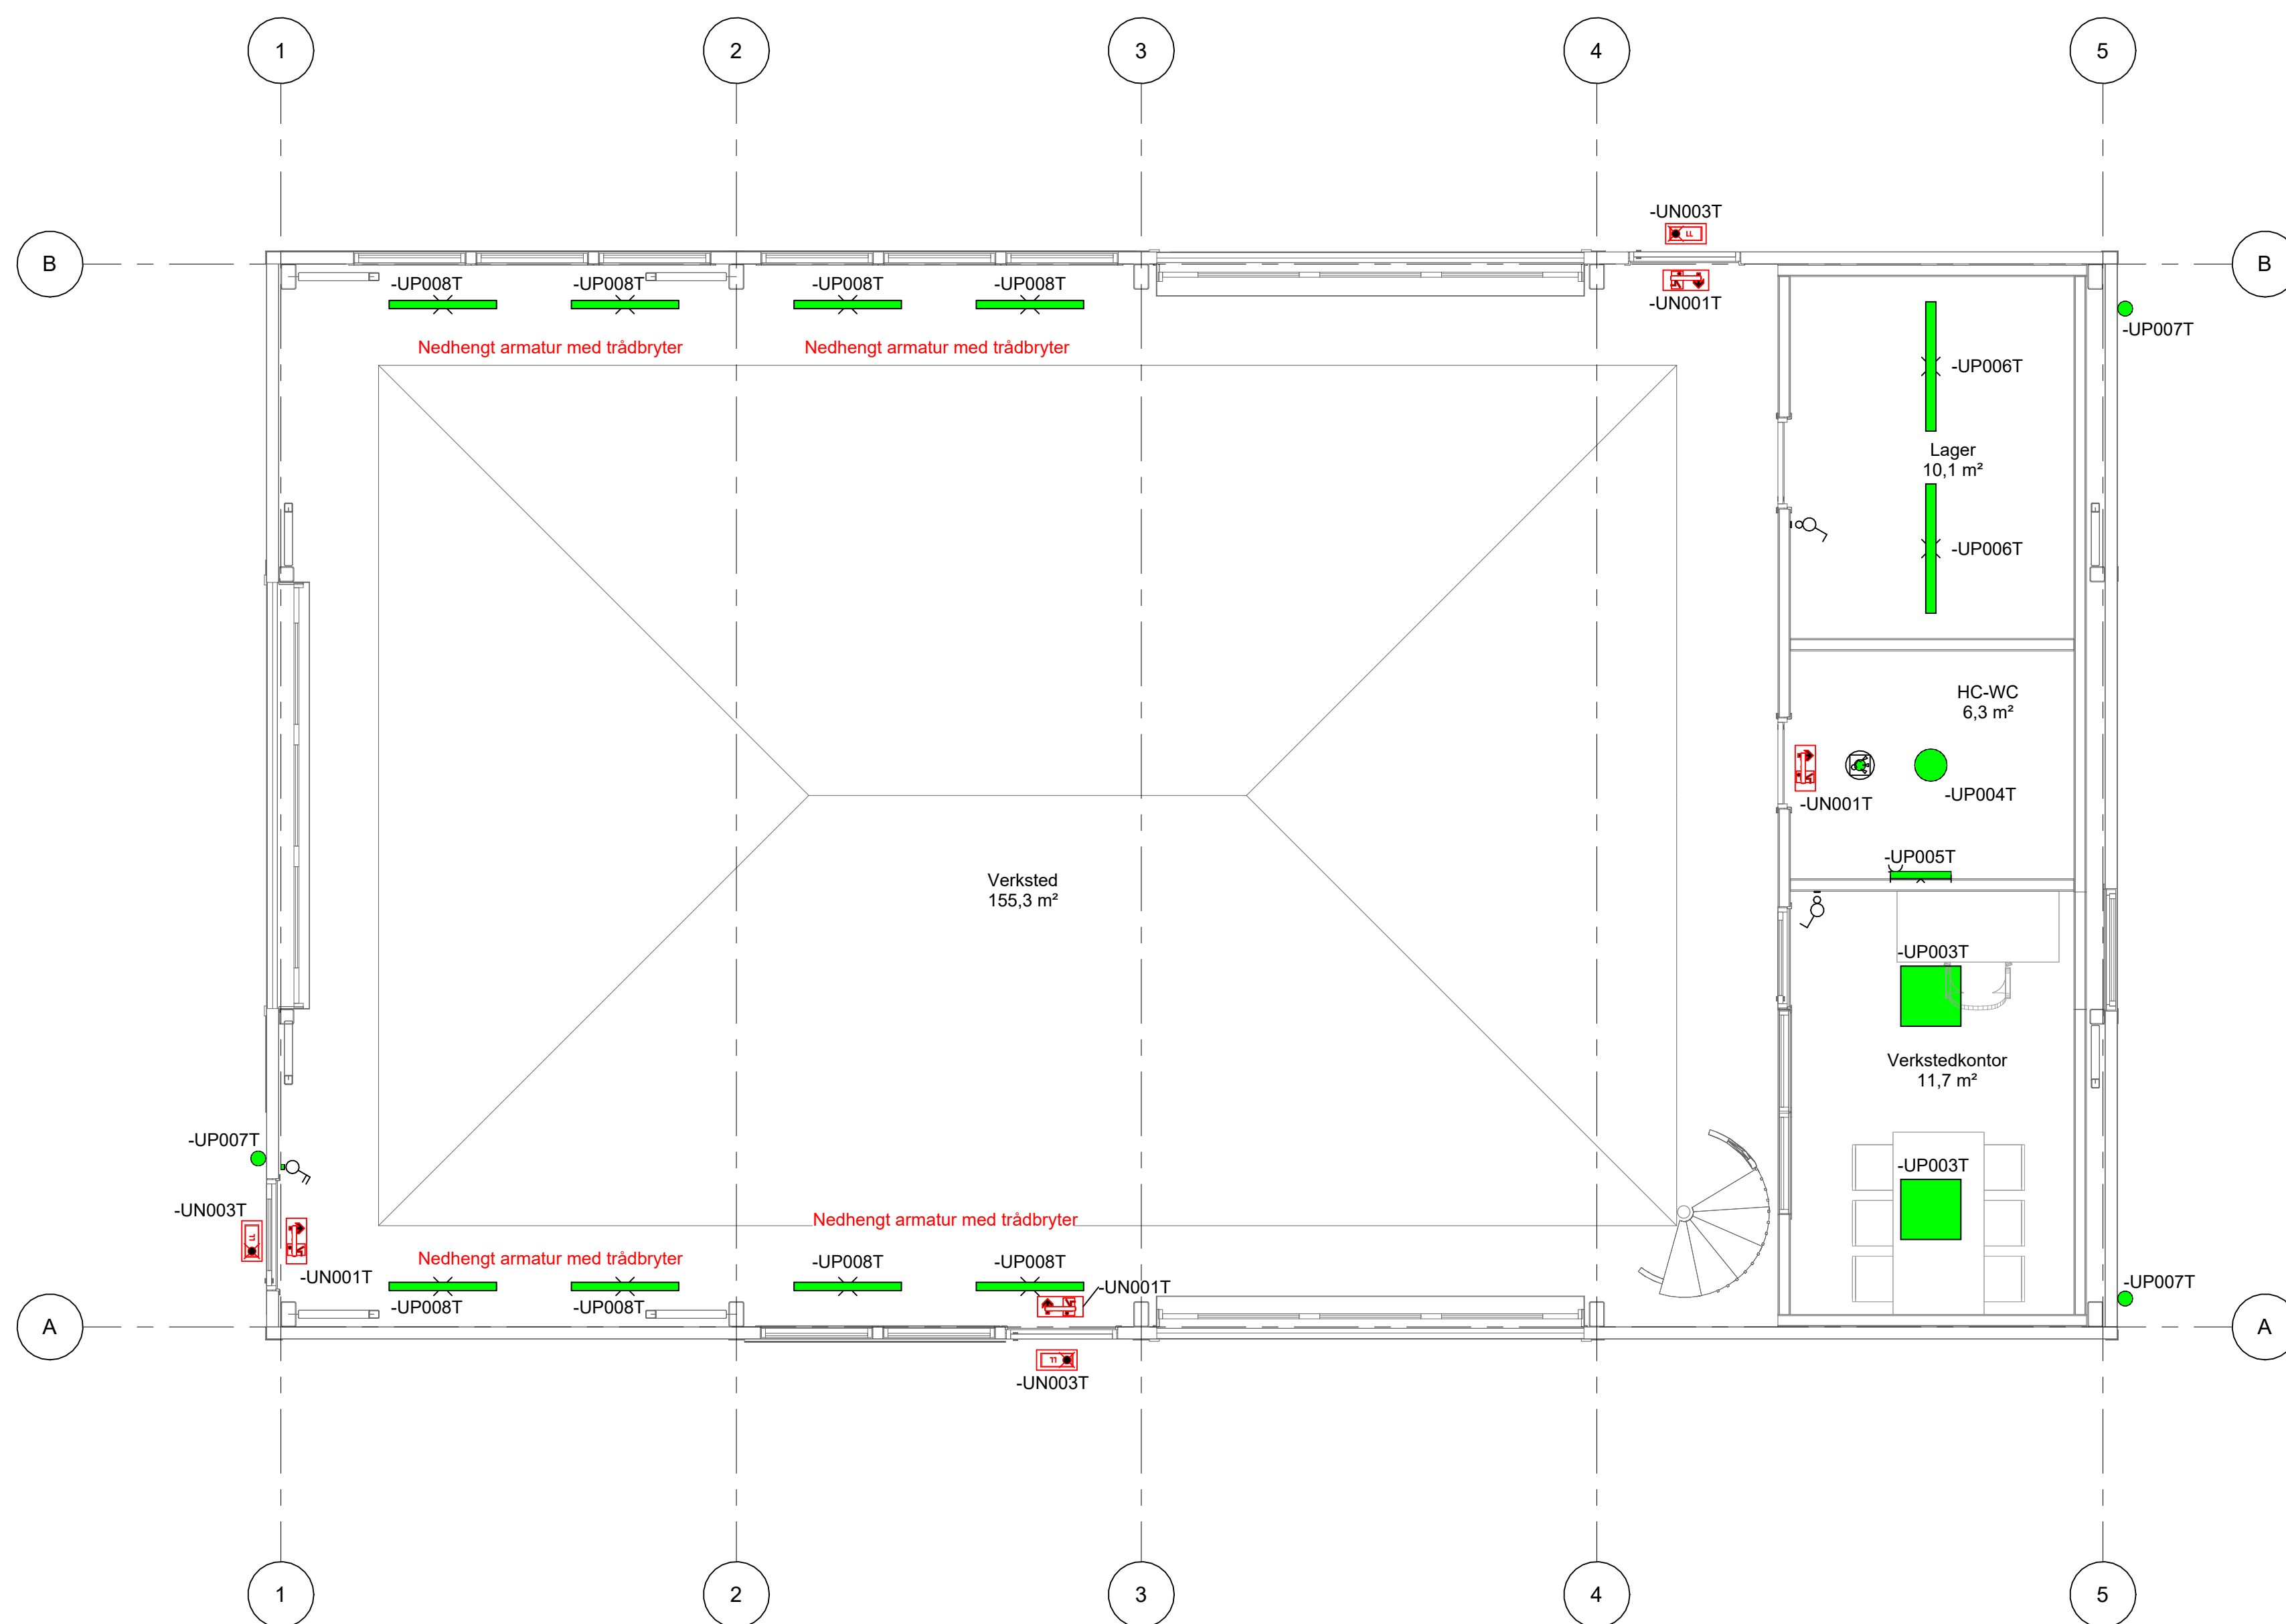 1
2
3
4
5
-UN003T
B
B
-UP008T
-UP008T
-UP008T
-UP008T
-UN001T
-UP007T
Nedhengt armatur med trådbryter
Nedhengt armatur med trådbryter
-UP006T
Lager
10,1 m²
-UP006T
HC-WC
6,3 m²
-UN001T
-UP004T
-UP005T
Verksted
155,3 m²
-UP003T
Verkstedkontor
11,7 m²
-UP007T
-UP003T
-UN003T
Nedhengt armatur med trådbryter
Nedhengt armatur med trådbryter
-UN001T
-UP008T
-UP008T
-UN001T
-UP007T
-UP008T
-UP008T
A
A
-UN003T
1
2
3
4
5